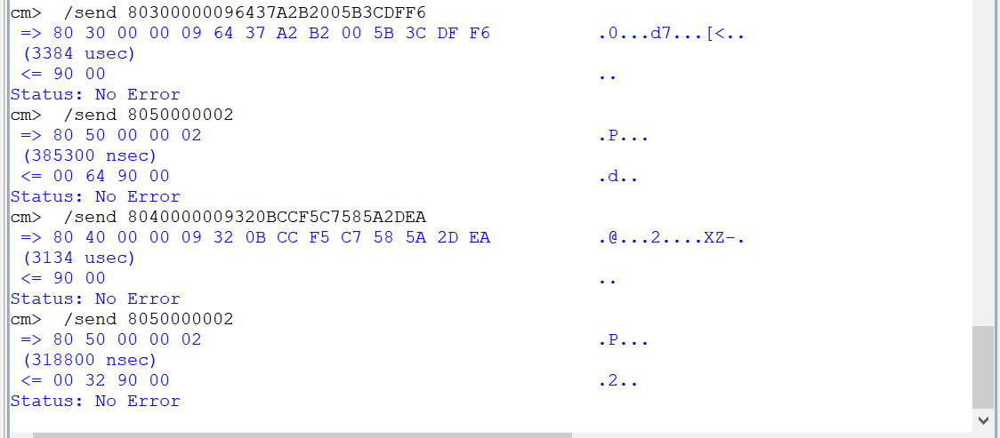 cm>  /send 80300000096437A2B2005B3CDFF6
=> 80 30 00 00 09 64 37 A2 B2 00 5B 3C DF F6 .0...d7...[<..
(3384 usec)
<= 90 00 ..
Status: No Error
cm>  /send 8050000002
=> 80 50 00 00 02 .P...
(385300 nsec)
<= 00 64 90 00 .d..
Status: No Error
cm>  /send 8040000009320BCCF5C7585A2DEA
=> 80 40 00 00 09 32 0B CC F5 C7 58 5A 2D EA .@...2....XZ-.
(3134 usec)
<= 90 00 ..
Status: No Error
cm>  /send 8050000002
=> 80 50 00 00 02 .P...
(318800 nsec)
<= 00 32 90 00 .2..
Status: No Error